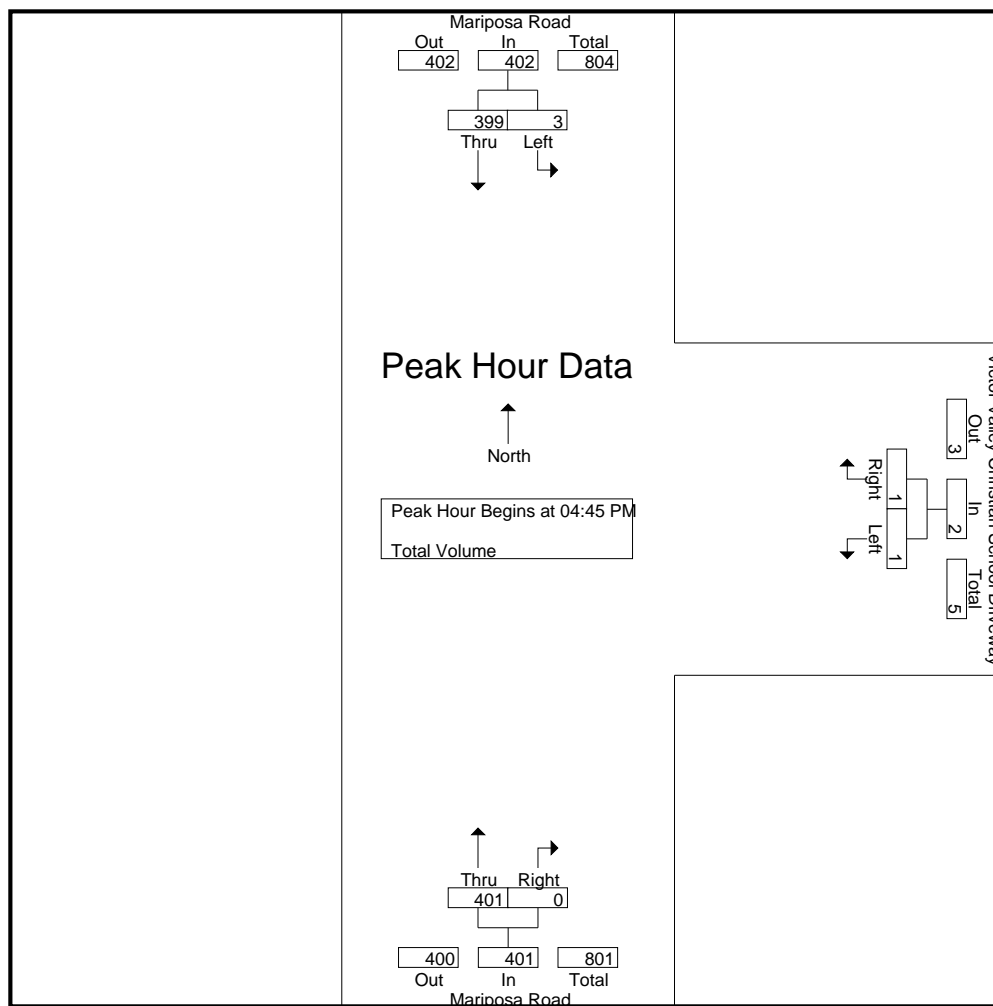 Mariposa Road
Out In Total
402 402 804
399 3
Thru Left
Peak Hour Data
North
Peak Hour Begins at 04:45 PM
Total Volume
Right Left
1 1
Out In Total
3 2 5
Driveway
Thru Right
401 0
400 401 801
Out In Total
Mariposa Road